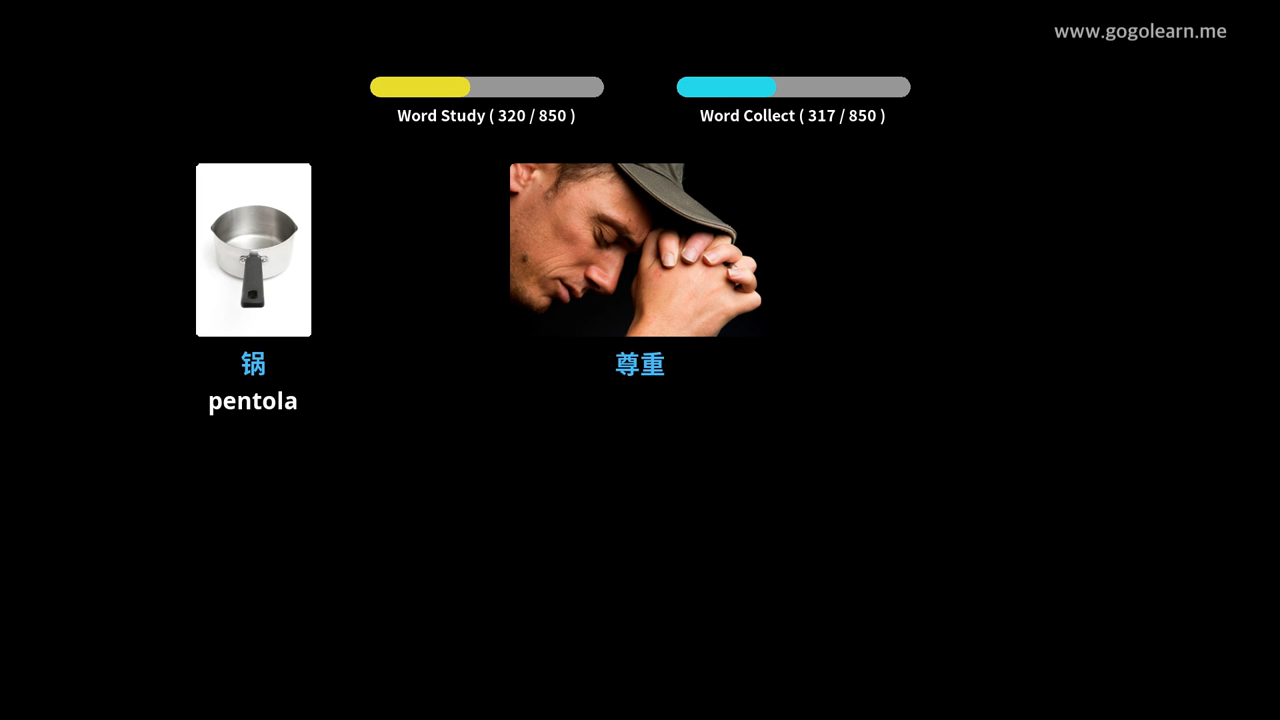 www.gogolearn.me
Word Study ( 320 / 850 )
Word Collect ( 317 / 850 )
锅
pentola
尊重